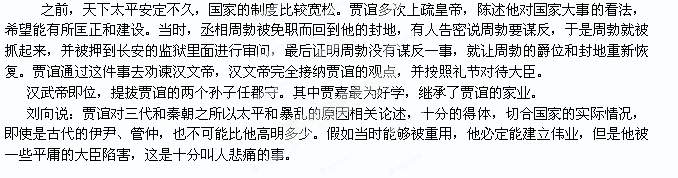 之前，天下太平安定不久，国家的制度比较宽松。贾谊多次上疏皇帝，陈述他对国家大事的看法，
希望能有所匡正和建设。当时，丞相周勃被免职而回到他的封地，有人告密说周勃要谋反，于是周勃就被
抓起来，并被押到长安的监狱里面进行审问，最后证明周勃没有谋反一事，就让周勃的爵位和封地重新恢
复。贾谊通过这件事去劝谏汉文帝，汉文帝完全接纳贾谊的观点，并按照礼节对待大臣。
汉武帝即位，提拔贾谊的两个孙子任郡守。其中贾嘉最为好学，继承了贾谊的家业。
刘向说：贾谊对三代和秦朝之所以太平和暴乱的原因相关论述，十分的得体，切合国家的实际情况，
即使是古代的伊尹、管仲，也不可能比他高明多少。假如当时能够被重用，他必定能建立伟业，但是他被
一些平庸的大臣陷害，这是十分叫人悲痛的事。